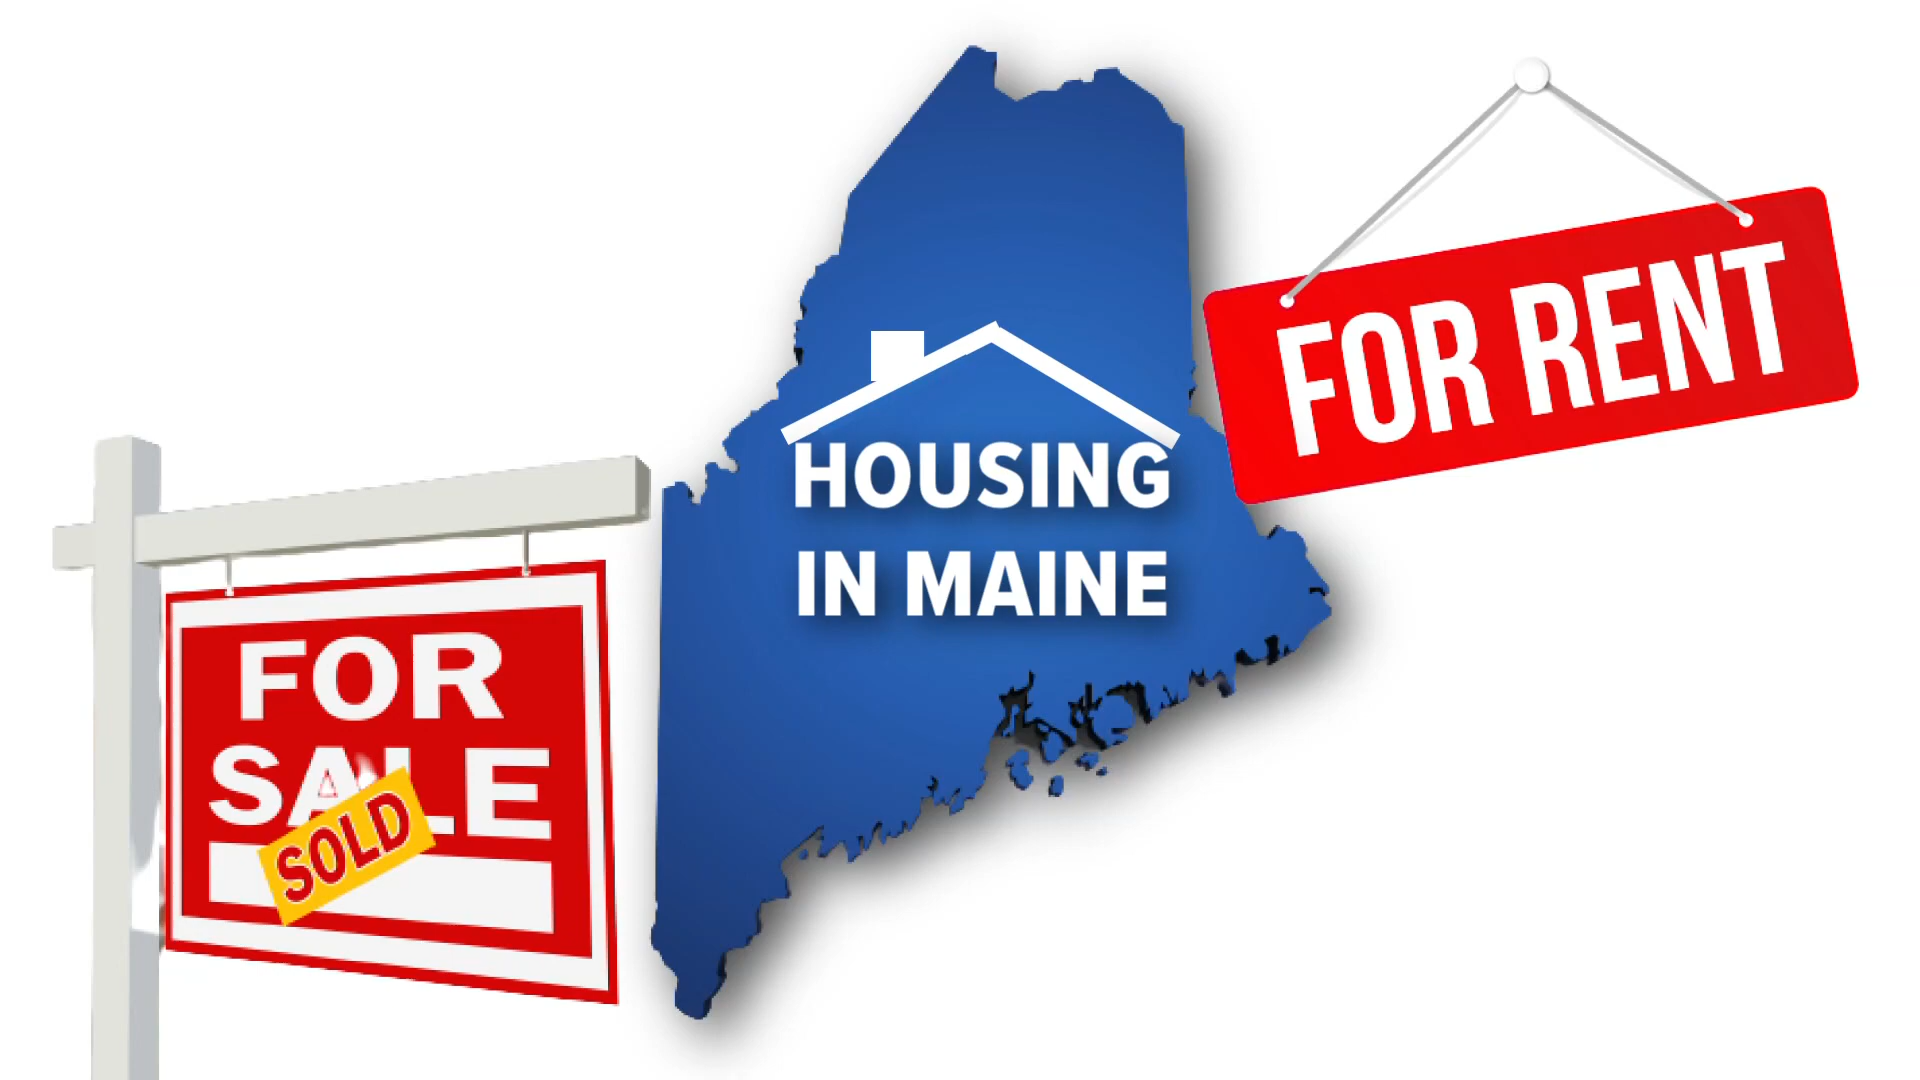 FOR
SALE
SOLD
HOUSING
IN MAINE
FOR RENT